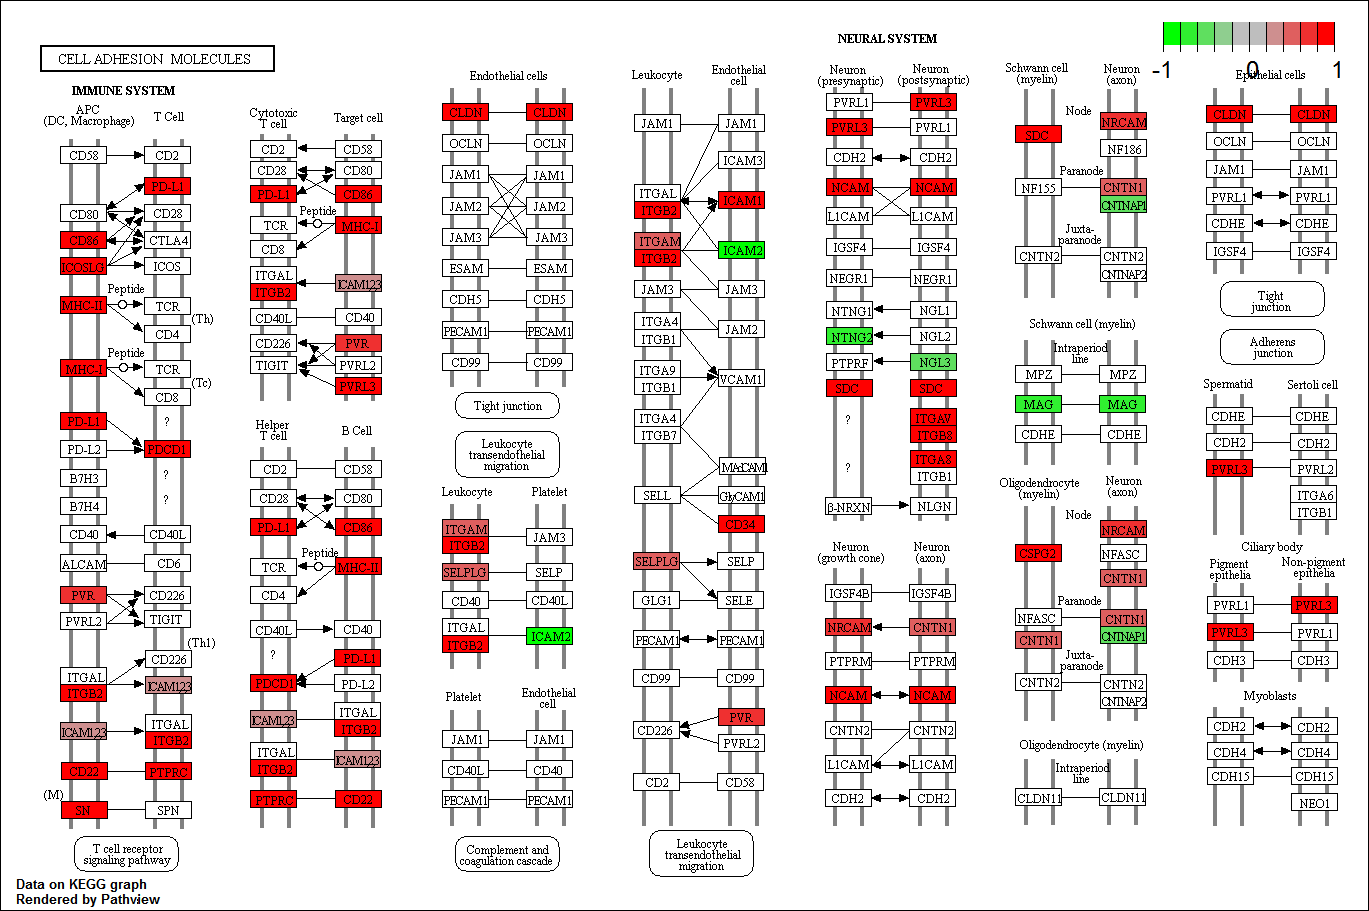 CELL ADHESION MOLECULES
IMMUNE SYSTEM
NEURAL SYSTEM
-1
0
1
APC
(DC, Macrophage)
T Cell
CD58
CD2
PD-L1
CD80
CD28
CD86
CTLA4
ICOSLG
ICOS
Peptide
MHC-II
TCR
(Th)
CD4
Peptide
MHC-I
TCR
(Tc)
CD8
PD-L1
?
PD-L2
PDCD1
B7H3
?
B7H4
?
CD40
CD40L
ALCAM
CD6
PVR
CD226
PVRL2
TIGIT
(Th1)
CD226
ITGAL
ITGB2
ICAM123
ICAM123
ITGAL
ITGB2
CD22
PTPRC
(M)
SN
SPN
T cell receptor
signaling pathway
Cytotoxic
T cell
Target cell
CD2
CD58
CD28
CD80
PD-L1
CD86
Peptide
TCR
MHC-I
CD8
ITGAL
ITGB2
ICAM123
CD40L
CD40
CD226
PVR
TIGIT
PVRL2
PVRL3
Helper
T cell
B Cell
CD2
CD58
CD28
CD80
PD-L1
CD86
Peptide
TCR
MHC-II
CD4
CD40L
CD40
?
PD-L1
PDCD1
PD-L2
ICAM123
ITGAL
ITGB2
ITGAL
ITGB2
ICAM123
PTPRC
CD22
Endothelial cells
CLDN
CLDN
OCLN
OCLN
JAM1
JAM1
JAM2
JAM2
JAM3
JAM3
ESAM
ESAM
CDH5
CDH5
PECAM1
PECAM1
CD99
CD99
Tight junction
Leukocyte
transendothelial
migration
Leukocyte
Platelet
ITGAM
ITGB2
JAM3
SELPLG
SELP
CD40
CD40L
ITGAL
ITGB2
ICAM2
Platelet
Endothelial
cell
JAM1
JAM1
CD40L
CD40
PECAM1
PECAM1
Complement and
coagulation cascade
Leukocyte
Endothelial
cell
JAM1
JAM1
ICAM3
ITGAL
ITGB2
ICAM1
ITGAM
ITGB2
ICAM2
JAM3
JAM3
ITGA4
ITGB1
JAM2
ITGA9
ITGB1
VCAM1
ITGA4
ITGB7
SELL
GlyCAM1
CD34
SELPLG
SELP
GLG1
SELE
PECAM1
PECAM1
CD99
CD99
CD226
PVR
PVRL2
CD2
CD58
Leukocyte
transendothelial
migration
Neuron
(presynaptic)
Neuron
(postsynaptic)
PVRL1
PVRL3
PVRL3
PVRL1
CDH2
CDH2
NCAM
NCAM
L1CAM
L1CAM
IGSF4
IGSF4
NEGR1
NEGR1
NTNG1
NGL1
NTNG2
NGL2
PTPRF
NGL3
SDC
SDC
?
ITGAV
ITGB8
?
ITGA8
ITGB1
β-NRXN
NLGN
Neuron
(growth cone)
Neuron
(axon)
IGSF4B
IGSF4B
NRCAM
CNTN1
PTPRM
PTPRM
NCAM
NCAM
CNTN2
CNTN2
L1CAM
L1CAM
CDH2
CDH2
Schwann cell
(myelin)
Neuron
(axon)
Node
SDC
NRCAM
NF186
Paranode
NF155
CNTN1
CNTNAP1
Juxta-
paranode
CNTN2
CNTN2
CNTNAP2
Schwann cell (myelin)
Intraperiod
line
MPZ
MPZ
MAG
MAG
CDHE
CDHE
Oligodendrocyte
(myelin)
Neuron
(axon)
Node
NRCAM
CSPG2
NFASC
CNTN1
Paranode
NFASC
CNTN1
CNTN1
CNTNAP1
Juxta-
paranode
CNTN2
CNTN2
CNTNAP2
Oligodendrocyte (myelin)
Intraperiod
line
CLDN11
CLDN11
Epithelial cells
CLDN
CLDN
OCLN
OCLN
JAM1
JAM1
PVRL1
PVRL1
CDHE
CDHE
IGSF4
IGSF4
Tight
junction
Adherens
junction
Spermatid
Sertoli cell
CDHE
CDHE
CDH2
CDH2
PVRL3
PVRL2
ITGA6
ITGB1
Ciliary body
Pigment
epithelia
Non-pigment
epithelia
PVRL1
PVRL3
PVRL3
PVRL1
CDH3
CDH3
Myoblasts
CDH2
CDH2
CDH4
CDH4
CDH15
CDH15
NEO1
Data on KEGG graph
Rendered by Pathview